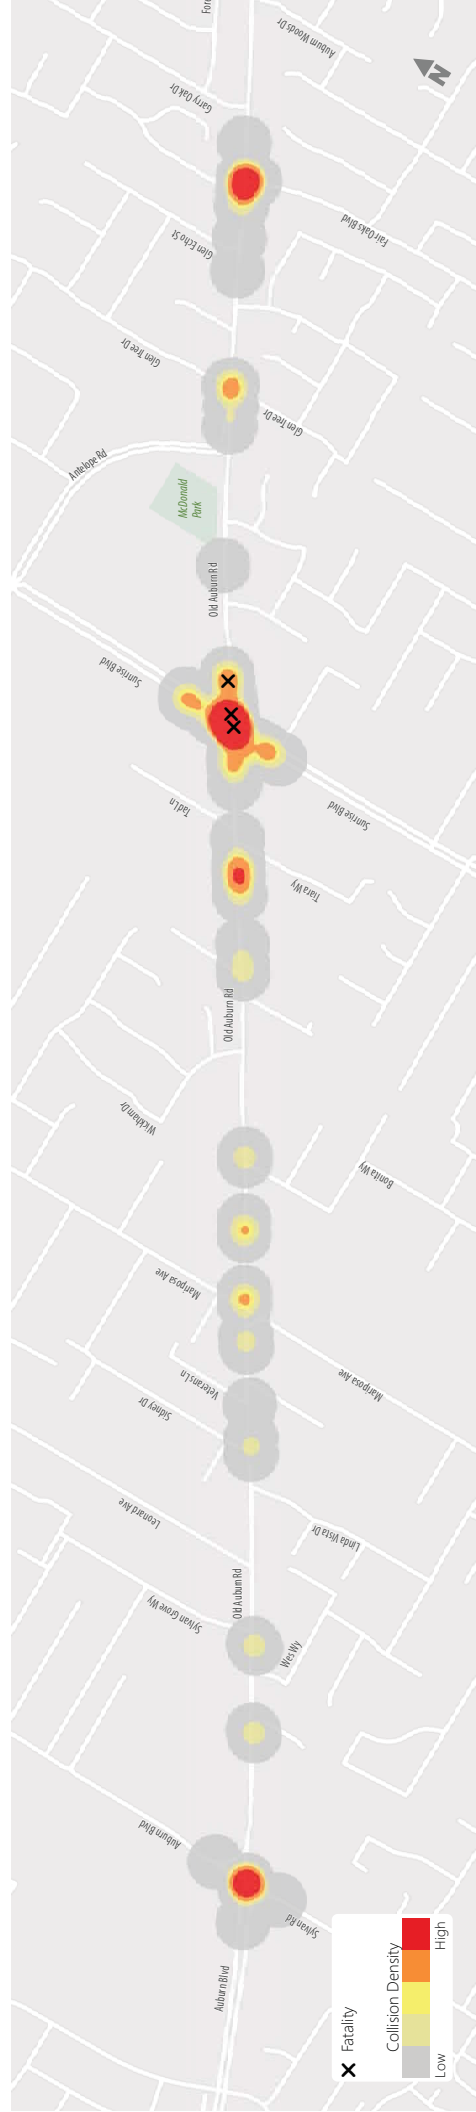 Fore
Auburn Woods Dr
N
Garry Oak Dr
Fair Oaks Blvd
Glen Echo St
Glen Tree Dr
Glen Tree Dr
Antelope Rd
McDonald
Park
Old Auburn Rd
Sunrise Blvd
Sunrise Blvd
Tad Ln
Tiara Wy
Old Auburn Rd
Wickham Dr
Bonita Wy
Mariposa Ave
Mariposa Ave
Veterans Ln
Sidney Dr
Leonard Ave
Linda Vista Dr
Old Auburn Rd
Sylvan Grove Wy
Wes Wy
Auburn Blvd
Sylvan Rd
Auburn Blvd
Fatality
Collision Density
Low
High